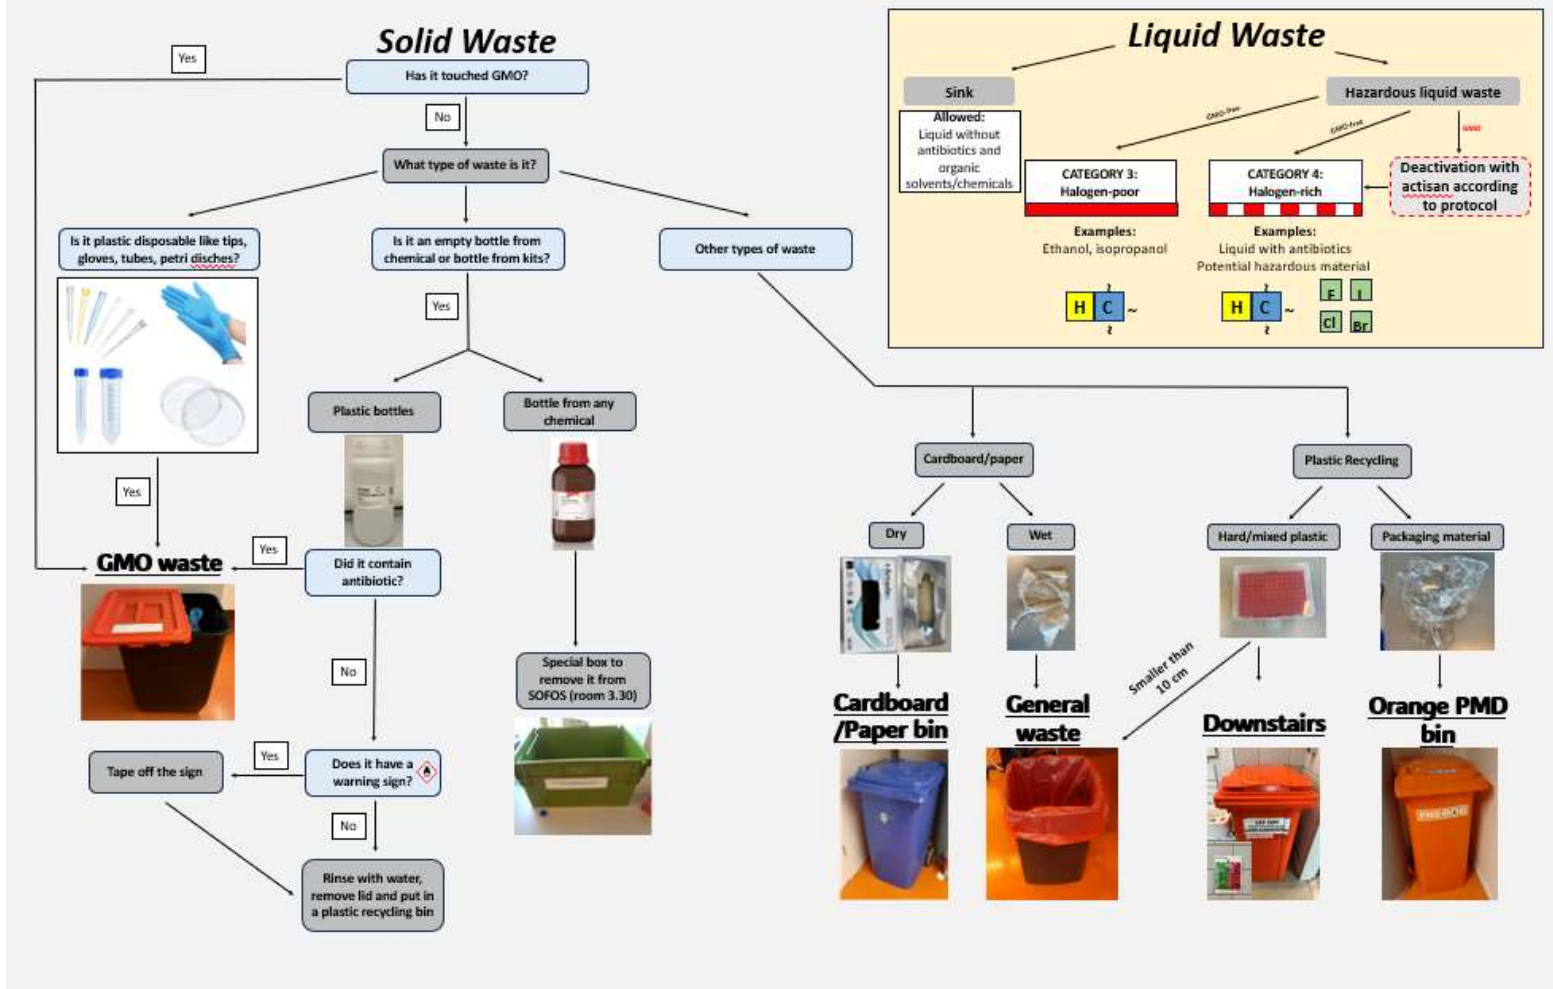 Solid Waste
Yes
Has it touched GMO?
No
What type of waste is it?
Is it plastic disposable like tips,
gloves, tubes, petri disches?
Is it an empty bottle from
chemical or bottle from kits?
Other types of waste
Yes
Plastic bottles
Bottle from any
chemical
Yes
GMO waste
Yes
Did it contain
antibiotic?
No
Special box to
remove it from
SOFOS (room 3.30)
Tape off the sign
Yes
Does it have a
warning sign?
No
Rinse with water,
remove lid and put in
a plastic recycling bin
Cardboard/paper
Plastic Recycling
Dry
Wet
Hard/mixed plastic
Packaging material
Smaller than
10 cm
Cardboard
/Paper bin
General
waste
Downstairs
Orange PMD
bin
Liquid Waste
Sink
Allowed:
Liquid without
antibiotics and
organic
solvents/chemicals
Hazardous liquid waste
GMO-free
GMO-free
GMO
CATEGORY 3:
Halogen-poor
CATEGORY 4:
Halogen-rich
Deactivation with
actisan according
to protocol
Examples:
Ethanol, isopropanol
Examples:
Liquid with antibiotics
Potential hazardous material
H C ~
H C ~
F I
Cl Br